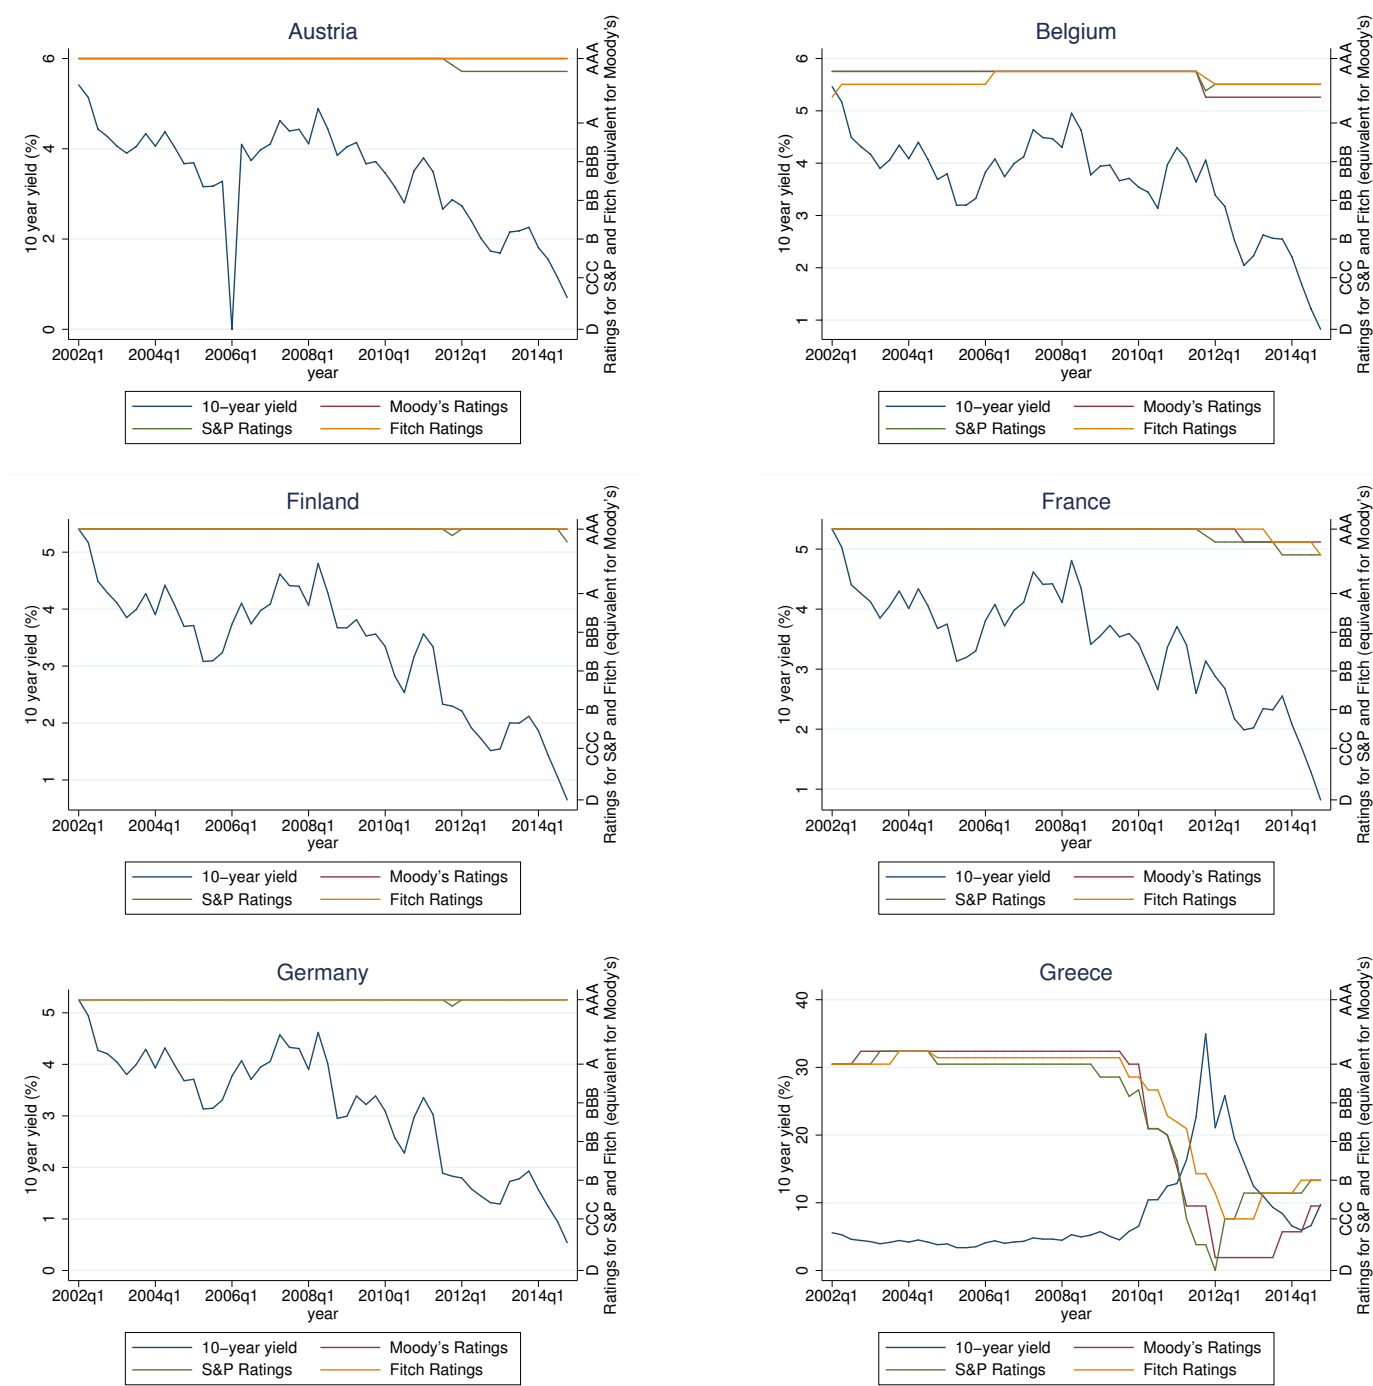 Austria
10 year yield (%)
0 2 4 6
D CCC B BB BBB A AAA
Ratings for S&P and Fitch (equivalent for Moody's)
2002q1 2004q1 2006q1 2008q1 2010q1 2012q1 2014q1
year
10−year yield Moody's Ratings
S&P Ratings Fitch Ratings
Belgium
10 year yield (%)
1 2 3 4 5 6
D CCC B BB BBB A AAA
Ratings for S&P and Fitch (equivalent for Moody's)
2002q1 2004q1 2006q1 2008q1 2010q1 2012q1 2014q1
year
10−year yield Moody's Ratings
S&P Ratings Fitch Ratings
Finland
10 year yield (%)
1 2 3 4 5
D CCC B BB BBB A AAA
Ratings for S&P and Fitch (equivalent for Moody's)
2002q1 2004q1 2006q1 2008q1 2010q1 2012q1 2014q1
year
10−year yield Moody's Ratings
S&P Ratings Fitch Ratings
France
10 year yield (%)
1 2 3 4 5
D CCC B BB BBB A AAA
Ratings for S&P and Fitch (equivalent for Moody's)
2002q1 2004q1 2006q1 2008q1 2010q1 2012q1 2014q1
year
10−year yield Moody's Ratings
S&P Ratings Fitch Ratings
Germany
10 year yield (%)
0 1 2 3 4 5
D CCC B BB BBB A AAA
Ratings for S&P and Fitch (equivalent for Moody's)
2002q1 2004q1 2006q1 2008q1 2010q1 2012q1 2014q1
year
10−year yield Moody's Ratings
S&P Ratings Fitch Ratings
Greece
10 year yield (%)
0 10 20 30 40
D CCC B BB BBB A AAA
Ratings for S&P and Fitch (equivalent for Moody's)
2002q1 2004q1 2006q1 2008q1 2010q1 2012q1 2014q1
year
10−year yield Moody's Ratings
S&P Ratings Fitch Ratings